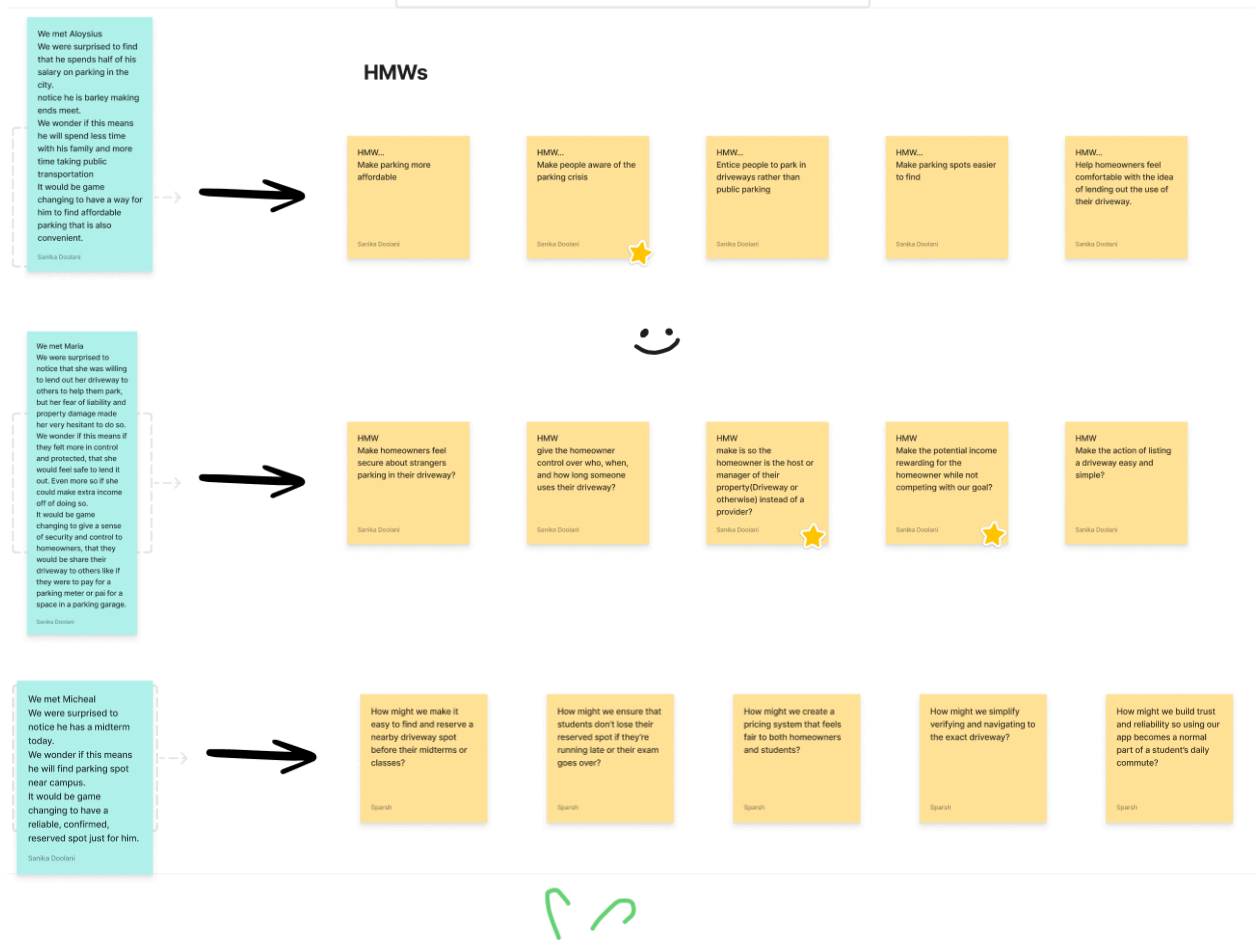 We met Aloysius
We were surprised to find
that he spends half of his
salary on parking in the
city.
notice he is barley making
ends meet.
We wonder if this means
he will spend less time
with his family and more
time taking public
transportation
It would be game
changing to have a way for
him to find affordable
parking that is also
convenient.
Sanika Doolani
HMWs
HMW...
Make parking more
affordable
Sanika Doolani
HMW...
Make people aware of the
parking crisis
Sanika Doolani
HMW...
Entice people to park in
driveways rather than
public parking
Sanika Doolani
HMW...
Make parking spots easier
to find
Sanika Doolani
HMW...
Help homeowners feel
comfortable with the idea
of lending out the use of
their driveway.
Sanika Doolani
We met Maria
We were surprised to
notice that she was willing
to lend out her driveway to
others to help them park,
but her fear of liability and
property damage made
her very hesitant to do so.
We wonder if this means if
they felt more in control
and protected, that she
would feel safe to lend it
out. Even more so if she
could make extra income
off of doing so.
It would be game
changing to give a sense
of security and control to
homeowners, that they
would be share their
driveway to others like if
they were to pay for a
parking meter or pai for a
space in a parking garage.
Sanika Doolani
HMW
Make homeowners feel
secure about strangers
parking in their driveway?
Sanika Doolani
HMW
give the homeowner
control over who, when,
and how long someone
uses their driveway?
Sanika Doolani
HMW
make is so the
homeowner is the host or
manager of their
property(Driveway or
otherwise) instead of a
provider?
Sanika Doolani
HMW
Make the potential income
rewarding for the
homeowner while not
competing with our goal?
Sanika Doolani
HMW
Make the action of listing
a driveway easy and
simple?
Sanika Doolani
We met Micheal
We were surprised to
notice he has a midterm
today.
We wonder if this means
he will find parking spot
near campus.
It would be game
changing to have a
reliable, confirmed,
reserved spot just for him.
Sanika Doolani
How might we make it
easy to find and reserve a
nearby driveway spot
before their midterms or
classes?
Sparsh
How might we ensure that
students don't lose their
reserved spot if they're
running late or their exam
goes over?
Sparsh
How might we create a
pricing system that feels
fair to both homeowners
and students?
Sparsh
How might we simplify
verifying and navigating to
the exact driveway?
Sparsh
How might we build trust
and reliability so using our
app becomes a normal
part of a student's daily
commute?
Sparsh